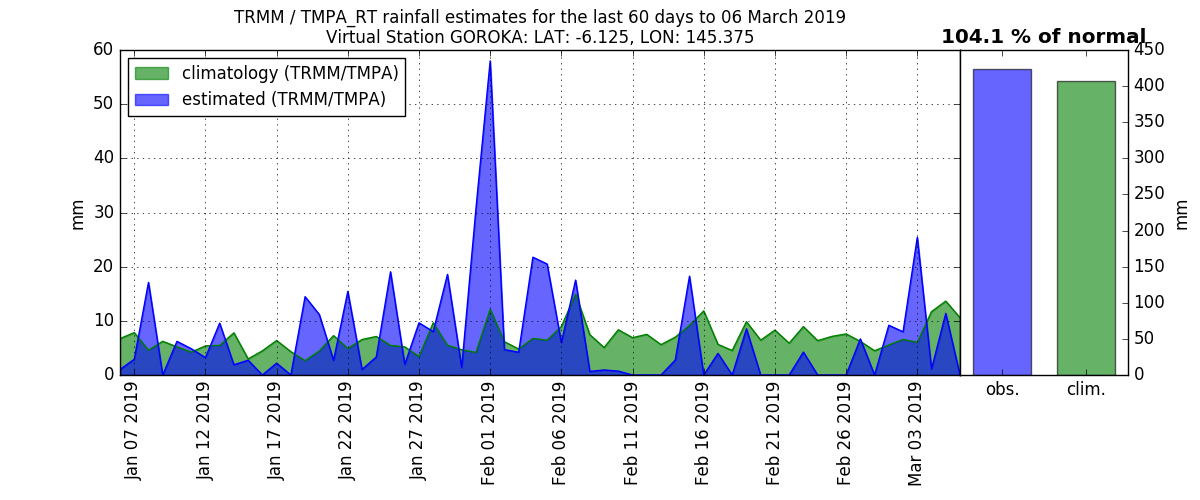 TRMM / TMPA_RT rainfall estimates for the last 60 days to 06 March 2019
Virtual Station GOROKA: LAT: -6.125, LON: 145.375
104.1 % of normal
climatology (TRMM/TMPA)
estimated (TRMM/TMPA)
60
50
40
30
20
10
0
mm
Jan 07 2019
Jan 12 2019
Jan 17 2019
Jan 22 2019
Jan 27 2019
Feb 01 2019
Feb 06 2019
Feb 11 2019
Feb 16 2019
Feb 21 2019
Feb 26 2019
Mar 03 2019
obs.
clim.
450
400
350
300
250
200
150
100
50
0
mm